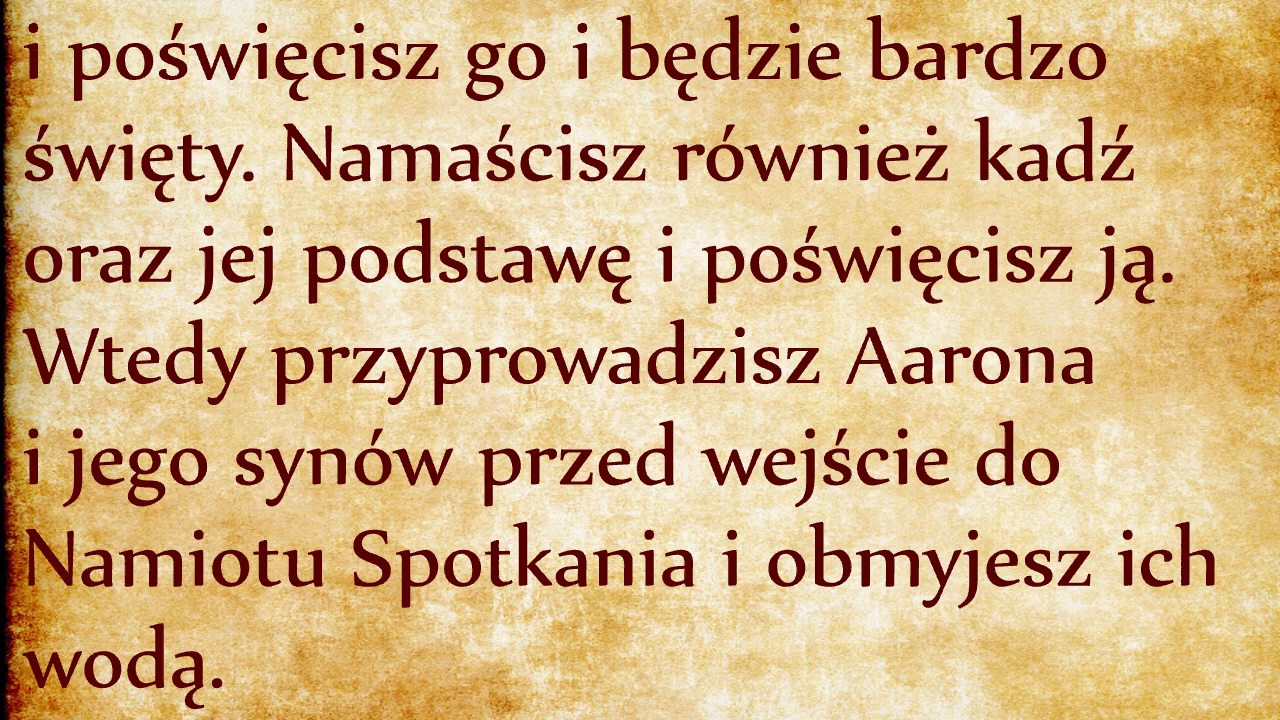 i poświęcisz go i będzie bardzo
święty. Namaścisz również kadź
oraz jej podstawę i poświęcisz ją.
Wtedy przyprowadzisz Aarona
i jego synów przed wejście do
Namiotu Spotkania i obmyjesz ich
wodą.